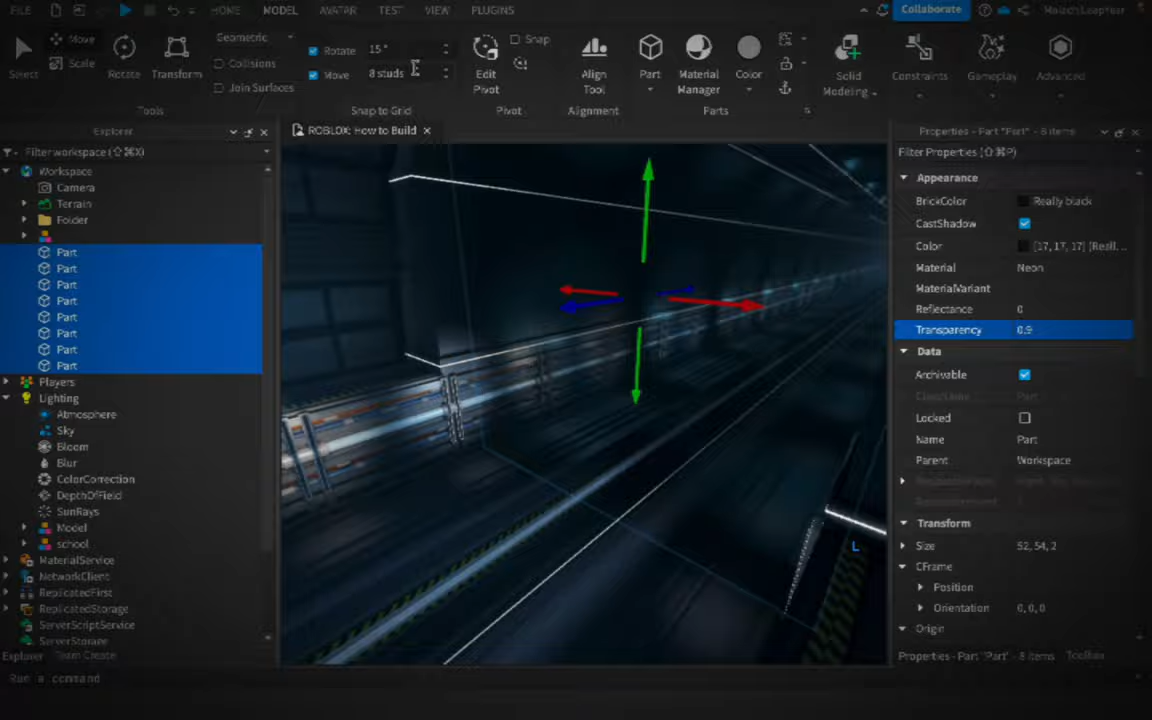 FILE HOME MODEL AVATAR TEST VIEW PLUGINS Collaborate
Select Move Scale Rotate Transform
Geometric
Collisions
Join Surfaces
Rotate 15 °
Move 8 studs
Edit Pivot Snap
Align Tool
Part Material Manager Color
Solid Modeling Constraints Gameplay Advanced
Tools Snap to Grid Pivot Alignment Parts
Explorer
ROBLOX: How to Build
Properties - Part "Part" - 8 items
Filter workspace (⇧⌘X)
Filter Properties (⇧⌘P)
Workspace
Camera
Terrain
Folder
Part
Part
Part
Part
Part
Part
Part
Part
Players
Lighting
Atmosphere
Sky
Bloom
Blur
ColorCorrection
DepthOfField
SunRays
Model
school
MaterialService
NetworkClient
ReplicatedFirst
ReplicatedStorage
ServerScriptService
ServerStorage
Explorer Team Create
Run a command
L
Appearance
BrickColor Really black
CastShadow
Color
Material Neon
MaterialVariant
Reflectance 0
Transparency 0.9
Data
Archivable
ClassName Part
Locked
Name Part
Parent Workspace
Transform
Size 52, 54, 2
CFrame
Position
Orientation 0, 0, 0
Origin
Properties - Part "Part" - 8 items Toolbox